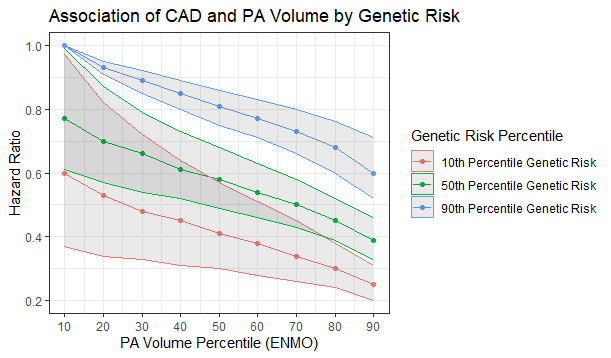 Association of CAD and PA Volume by Genetic Risk
Hazard Ratio
1.0
0.8
0.6
0.4
0.2
10 20 30 40 50 60 70 80 90
PA Volume Percentile (ENMO)
Genetic Risk Percentile
10th Percentile Genetic Risk
50th Percentile Genetic Risk
90th Percentile Genetic Risk